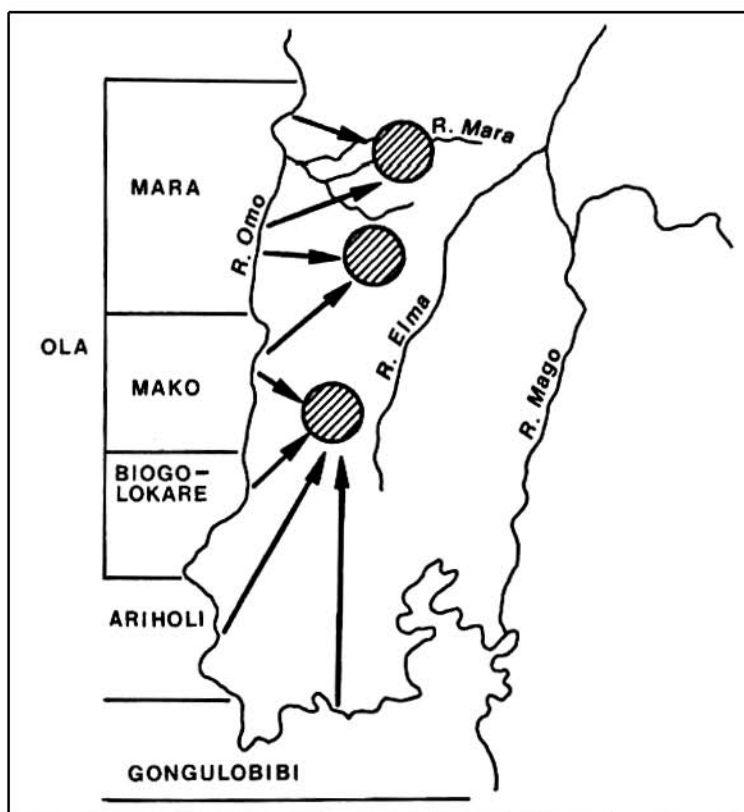 R. Mara
MARA
R. Omo
OLA
R. Elma
MAKO
R. Mago
BIOGO-
LOKARE
ARIHOLI
GONGULOBIBI